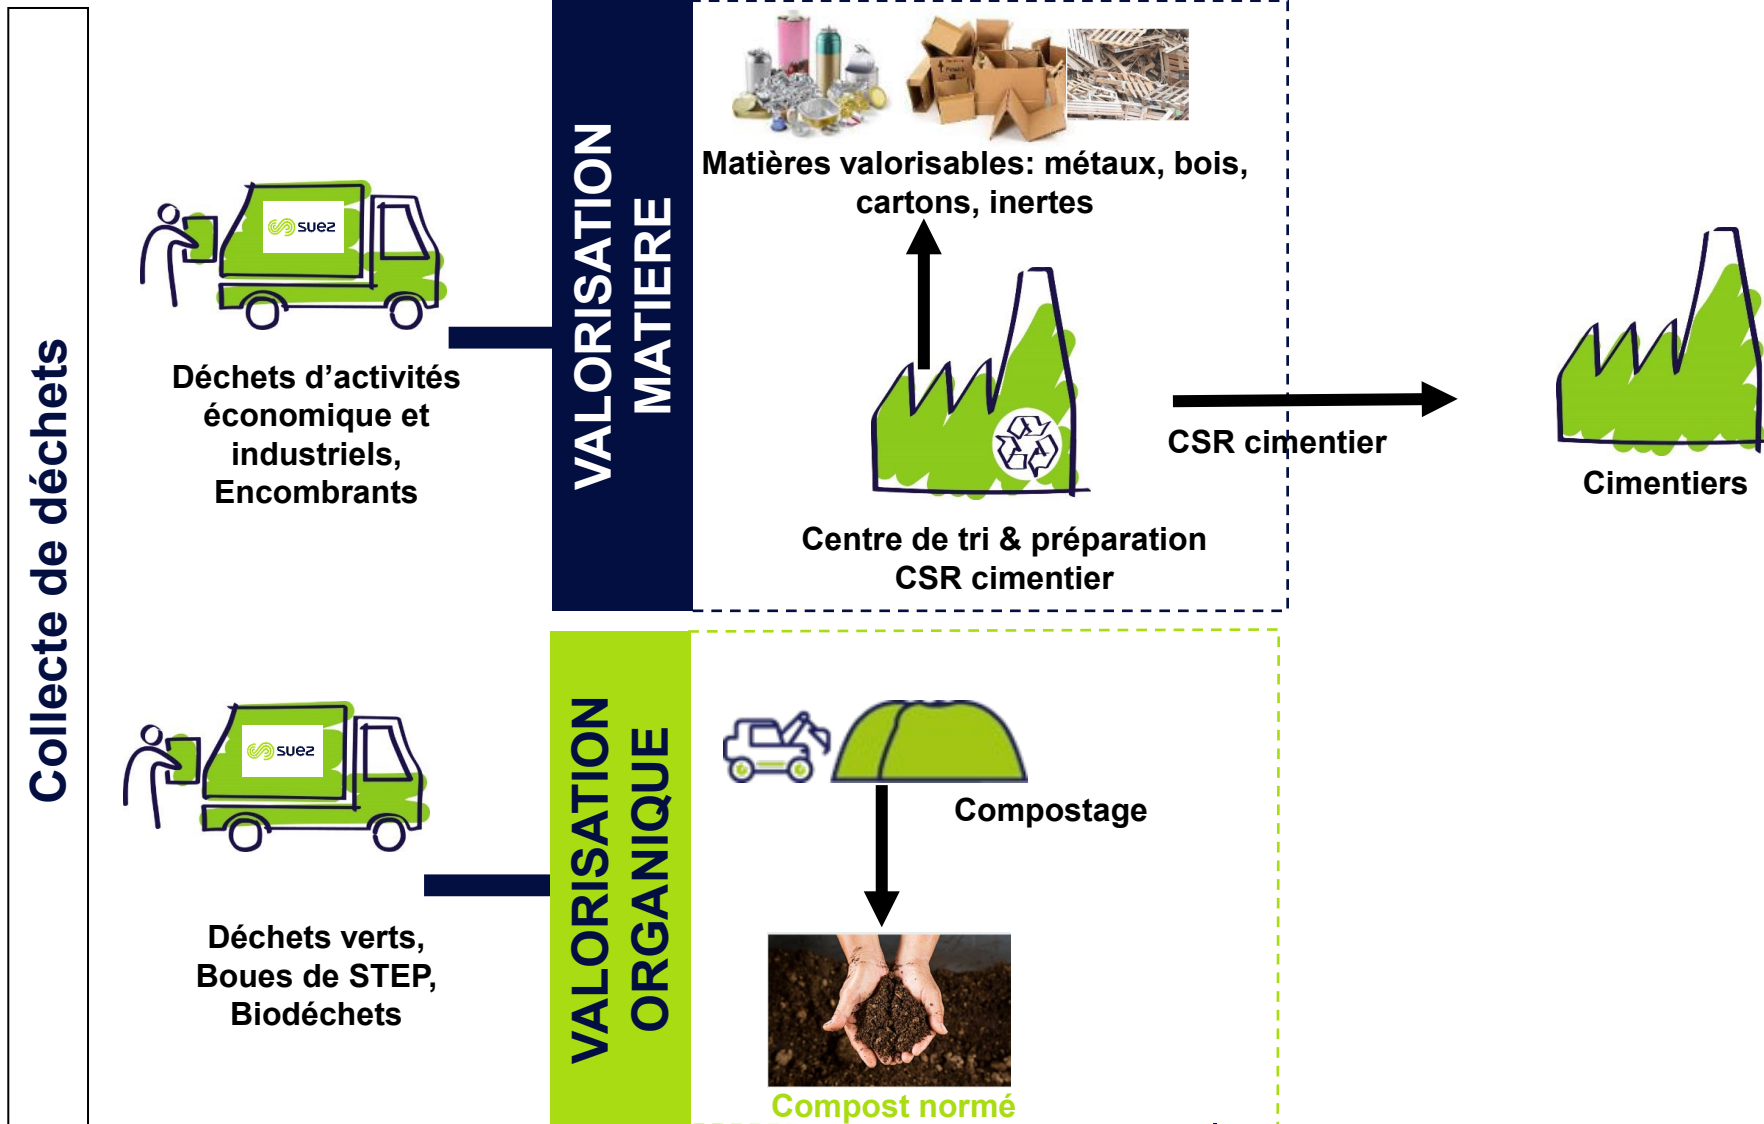 Collecte de déchets
suez
Déchets d’activités
économique et
industriels,
Encombrants
VALORISATION
MATIERE
Matières valorisables: métaux, bois,
cartons, inertes
Centre de tri & préparation
CSR cimentier
CSR cimentier
Cimentiers
suez
Déchets verts,
Boues de STEP,
Biodéchets
VALORISATION
ORGANIQUE
Compostage
Compost normé